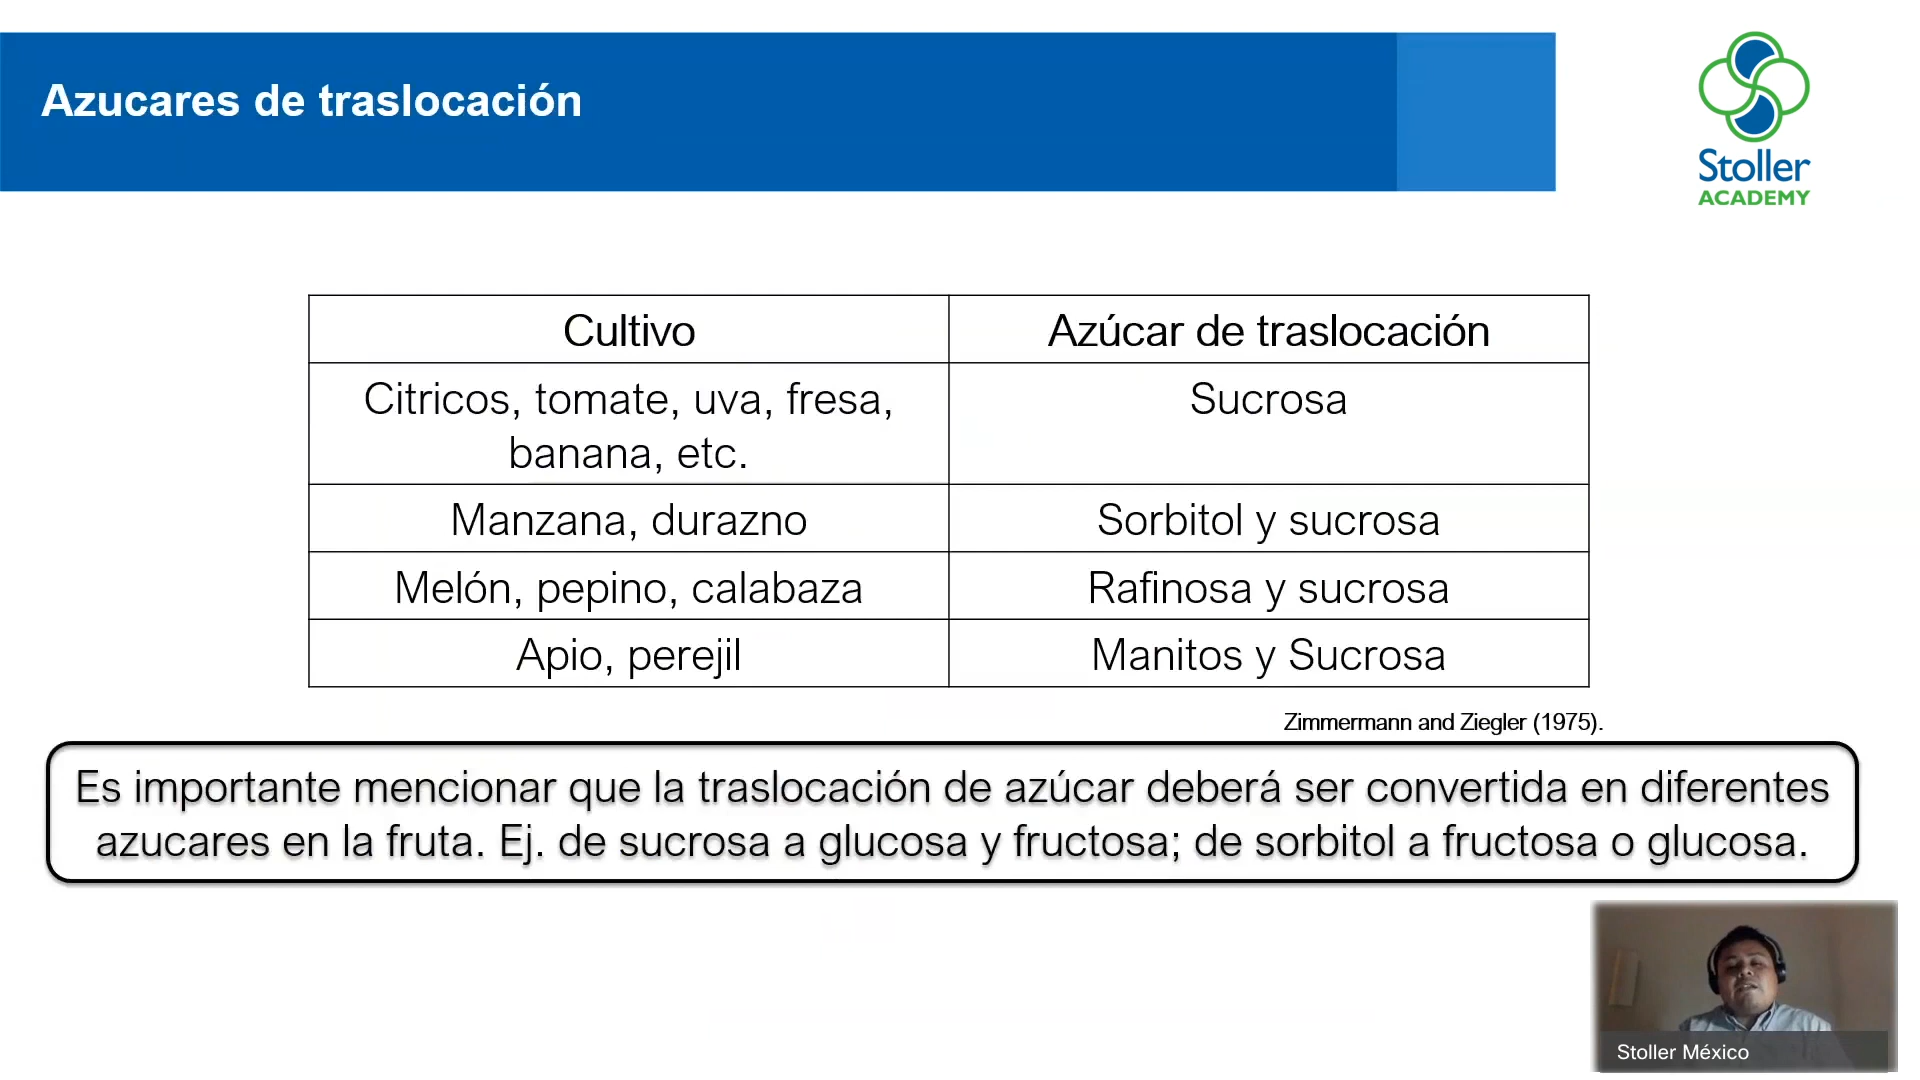 Azucares de traslocación
Stoller
ACADEMY
Cultivo
Azúcar de traslocación
Citricos, tomate, uva, fresa,
banana, etc.
Sucrosa
Manzana, durazno
Sorbitol y sucrosa
Melón, pepino, calabaza
Rafinosa y sucrosa
Apio, perejil
Manitos y Sucrosa
Zimmermann and Ziegler (1975).
Es importante mencionar que la traslocación de azúcar deberá ser convertida en diferentes
azucares en la fruta. Ej. de sucrosa a glucosa y fructosa; de sorbitol a fructosa o glucosa.
Stoller México